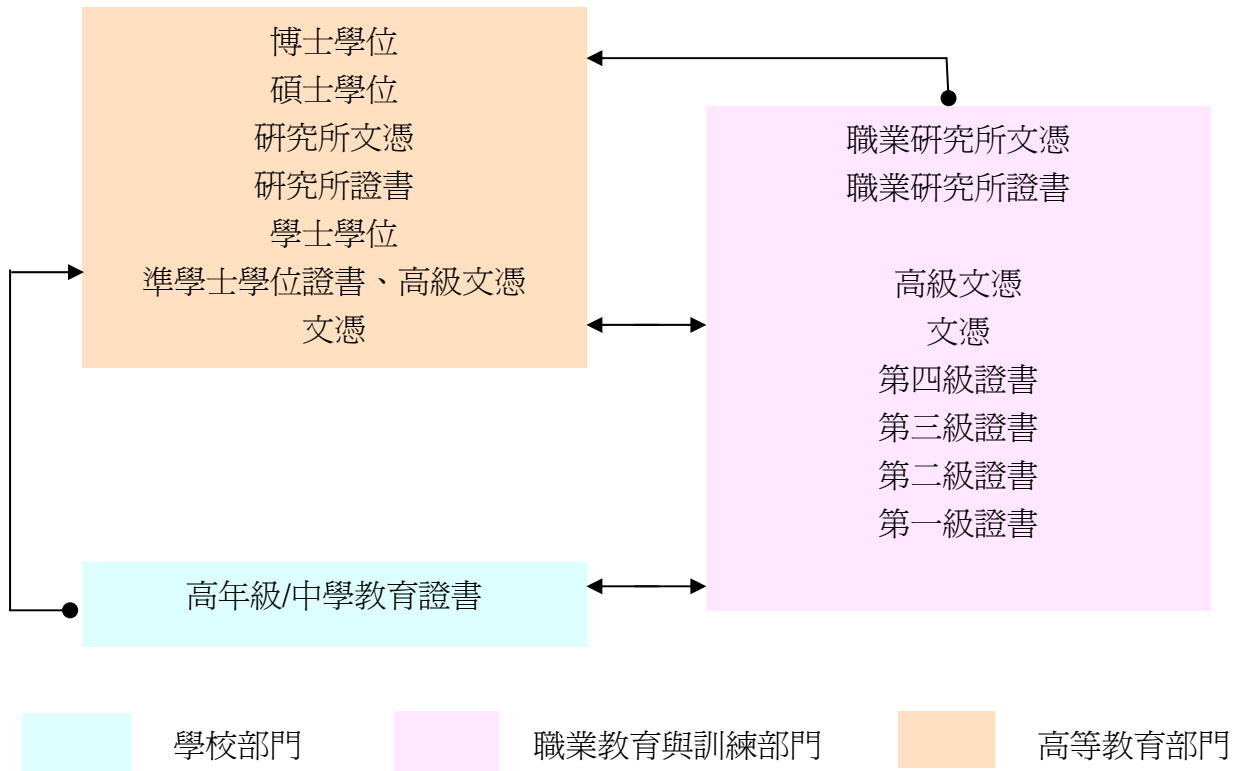 博士學位
碩士學位
研究所文憑
研究所證書
學士學位
準學士學位證書、高級文憑
文憑
職業研究所文憑
職業研究所證書
高級文憑
文憑
第四級證書
第三級證書
第二級證書
第一級證書
高年級/中學教育證書
學校部門
職業教育與訓練部門
高等教育部門